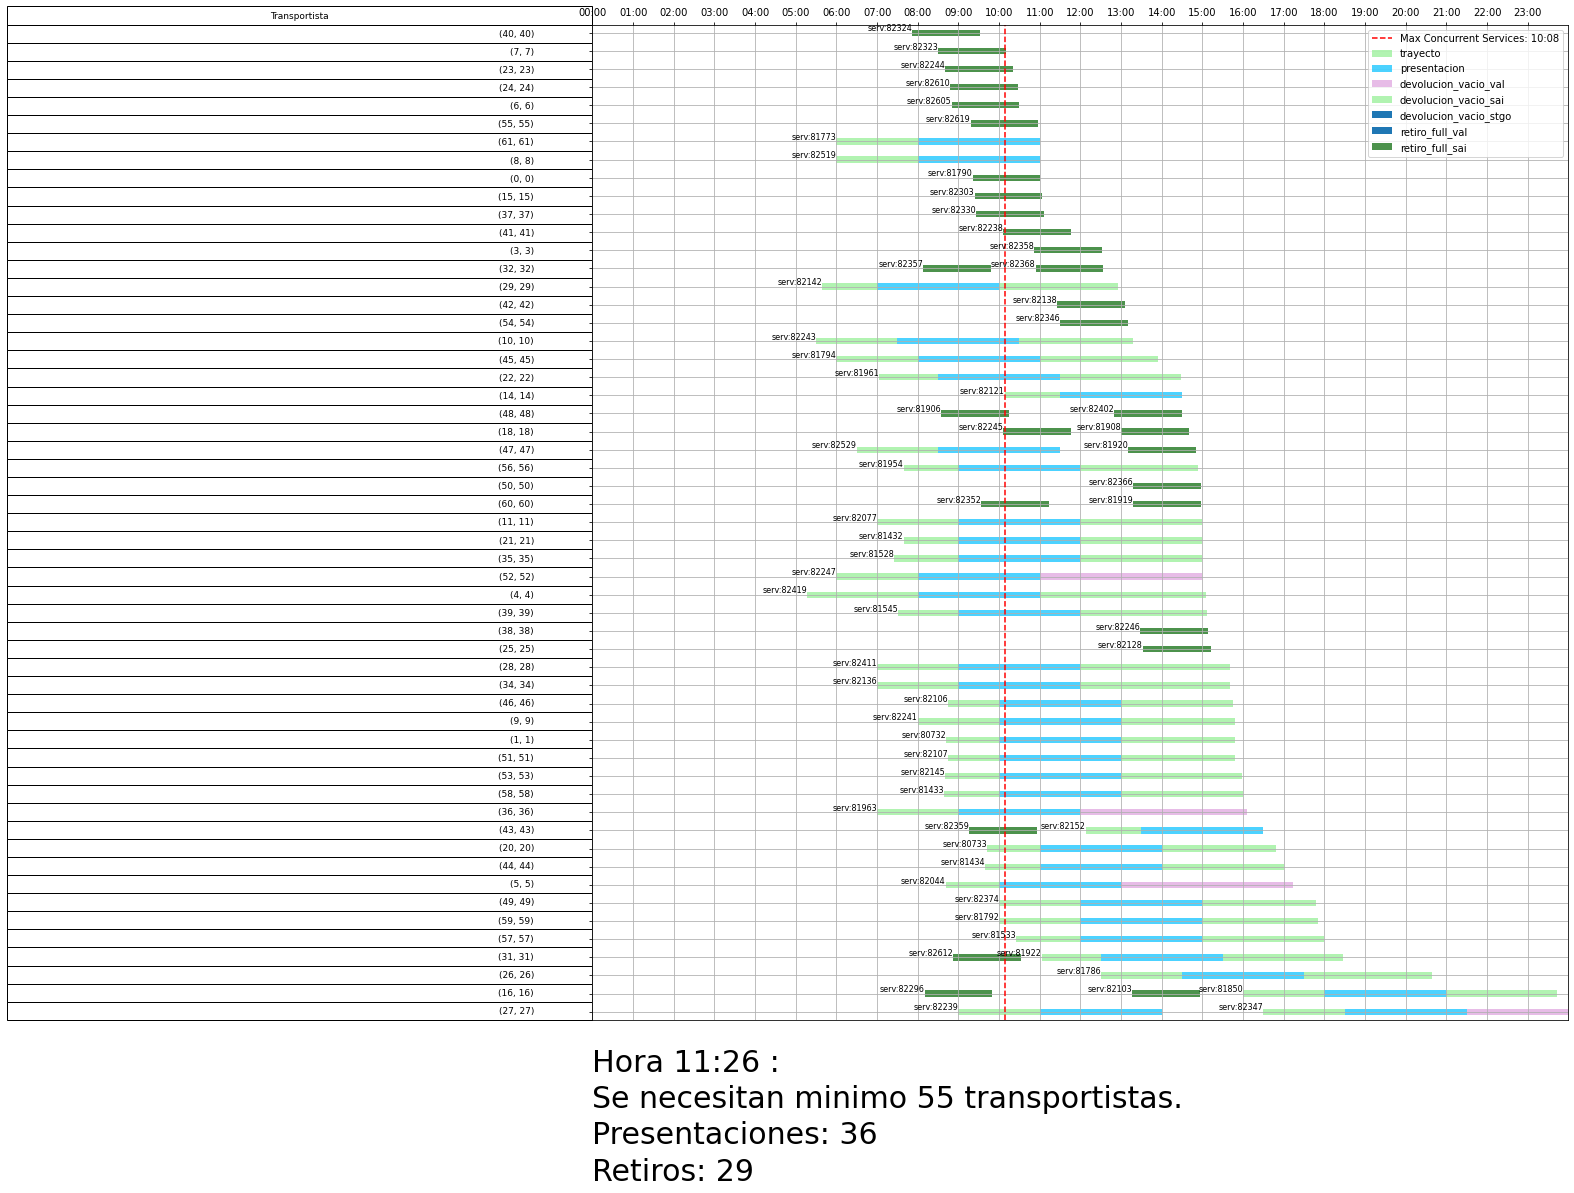 Transportista
00:00 01:00 02:00 03:00 04:00 05:00 06:00 07:00 08:00 09:00 10:00 11:00 12:00 13:00 14:00 15:00 16:00 17:00 18:00 19:00 20:00 21:00 22:00 23:00
Max Concurrent Services: 10:08
trayecto
presentacion
devolucion_vacio_val
devolucion_vacio_sai
devolucion_vacio_stgo
retiro_full_val
retiro_full_sai
(40, 40) serv:82324
(7, 7) serv:82323
(23, 23) serv:82244
(24, 24) serv:82610
(6, 6) serv:82605
(55, 55) serv:82619
(61, 61) serv:81773
(8, 8) serv:82519
(0, 0) serv:81790
(15, 15) serv:82303
(37, 37) serv:82330
(41, 41) serv:82238
(3, 3) serv:82358
(32, 32) serv:82357 serv:82368
(29, 29) serv:82142
(42, 42) serv:82138
(54, 54) serv:82346
(10, 10) serv:82243
(45, 45) serv:81794
(22, 22) serv:81961
(14, 14) serv:82121
(48, 48) serv:81906 serv:82402
(18, 18) serv:82245 serv:81908
(47, 47) serv:82529 serv:81920
(56, 56) serv:81954
(50, 50) serv:82366
(60, 60) serv:82352 serv:81919
(11, 11) serv:82077
(21, 21) serv:81432
(35, 35) serv:81528
(52, 52) serv:82247
(4, 4) serv:82419
(39, 39) serv:81545
(38, 38) serv:82246
(25, 25) serv:82128
(28, 28) serv:82411
(34, 34) serv:82136
(46, 46) serv:82106
(9, 9) serv:82241
(1, 1) serv:80732
(51, 51) serv:82107
(53, 53) serv:82145
(58, 58) serv:81433
(36, 36) serv:81963
(43, 43) serv:82359 serv:82152
(20, 20) serv:80733
(44, 44) serv:81434
(5, 5) serv:82044
(49, 49) serv:82374
(59, 59) serv:81792
(57, 57) serv:81533
(31, 31) serv:82612 serv:81922
(26, 26) serv:81786
(16, 16) serv:82296 serv:82103 serv:81850
(27, 27) serv:82239 serv:82347
Hora 11:26 :
Se necesitan minimo 55 transportistas.
Presentaciones: 36
Retiros: 29